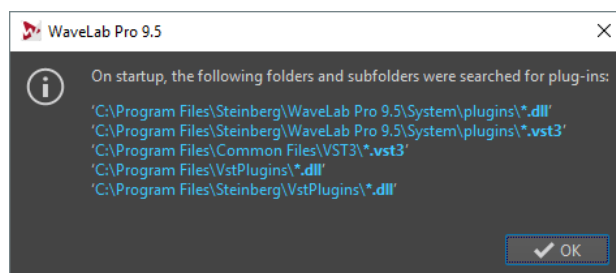 WaveLab Pro 9.5
On startup, the following folders and subfolders were searched for plug-ins:
'C:\Program Files\Steinberg\WaveLab Pro 9.5\System\plugins\*.dll'
'C:\Program Files\Steinberg\WaveLab Pro 9.5\System\plugins\*.vst3'
'C:\Program Files\Common Files\VST3\*.vst3'
'C:\Program Files\VstPlugins\*.dll'
'C:\Program Files\Steinberg\VstPlugins\*.dll'
OK